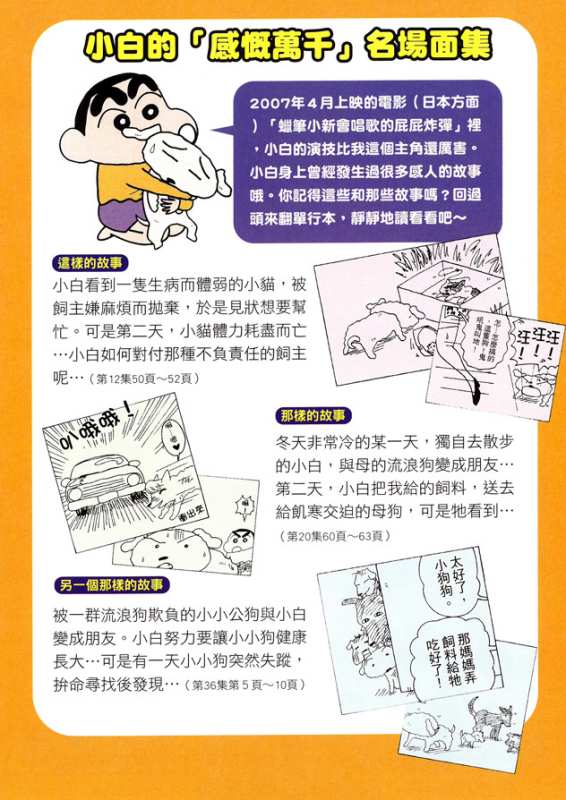 小白的「感慨萬千」名場面集
2007年4月上映的電影（日本方面
）「蠟筆小新會唱歌的屁屁炸彈」裡
，小白的演技比我這個主角還厲害。
小白身上曾經發生過很多感人的故事
哦。你記得這些和那些故事嗎？回過
頭來翻單行本，靜靜地讀看看吧～
這樣的故事
小白看到一隻生病而體弱的小貓，被
飼主嫌麻煩而拋棄，於是見狀想要幫
忙。可是第二天，小貓體力耗盡而亡
…小白如何對付那種不負責任的飼主
呢…（第12集50頁～52頁）
汪！
汪！！
汪！！
那樣的故事
冬天非常冷的某一天，獨自去散步
的小白，與母的流浪狗變成朋友…
第二天，小白把我給的飼料，送去
給飢寒交迫的母狗，可是牠看到…
（第20集60頁～63頁）
衝出來
另一個那樣的故事
被一群流浪狗欺負的小小公狗與小白
變成朋友。小白努力要讓小小狗健康
長大…可是有一天小小狗突然失蹤，
拚命尋找後發現…（第36集第５頁～10頁）
太好了，
小狗狗。
那媽媽弄
飼料給牠
吃好了！